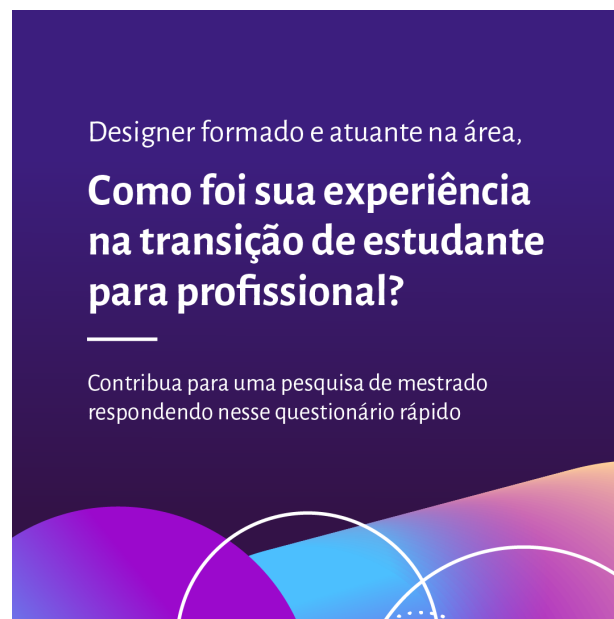 Designer formado e atuante na área,
Como foi sua experiência
na transição de estudante
para profissional?
Contribua para uma pesquisa de mestrado
respondendo nesse questionário rápido